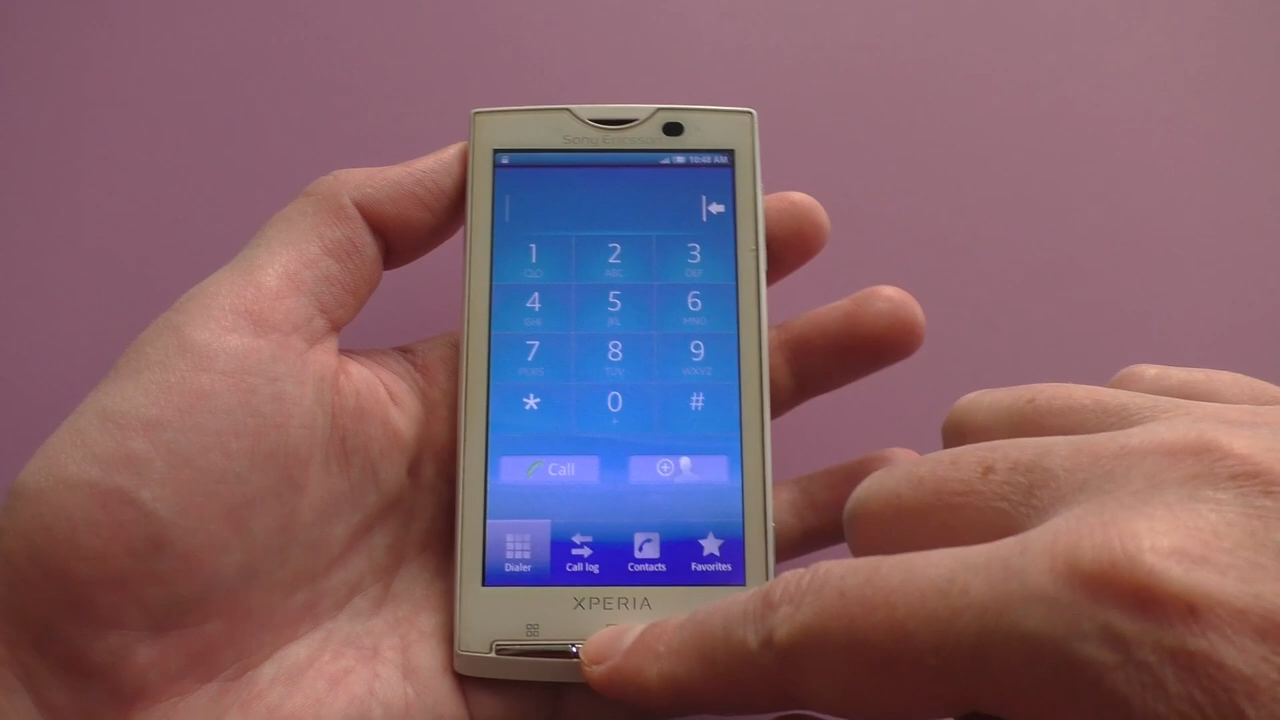 Sony Ericsson
10:48 AM
1 2 3
ABC DEF
4 5 6
GHI JKL MNO
7 8 9
PQRS TUV WXYZ
* 0 #
+
Call
Dialer Call log Contacts Favorites
XPERIA